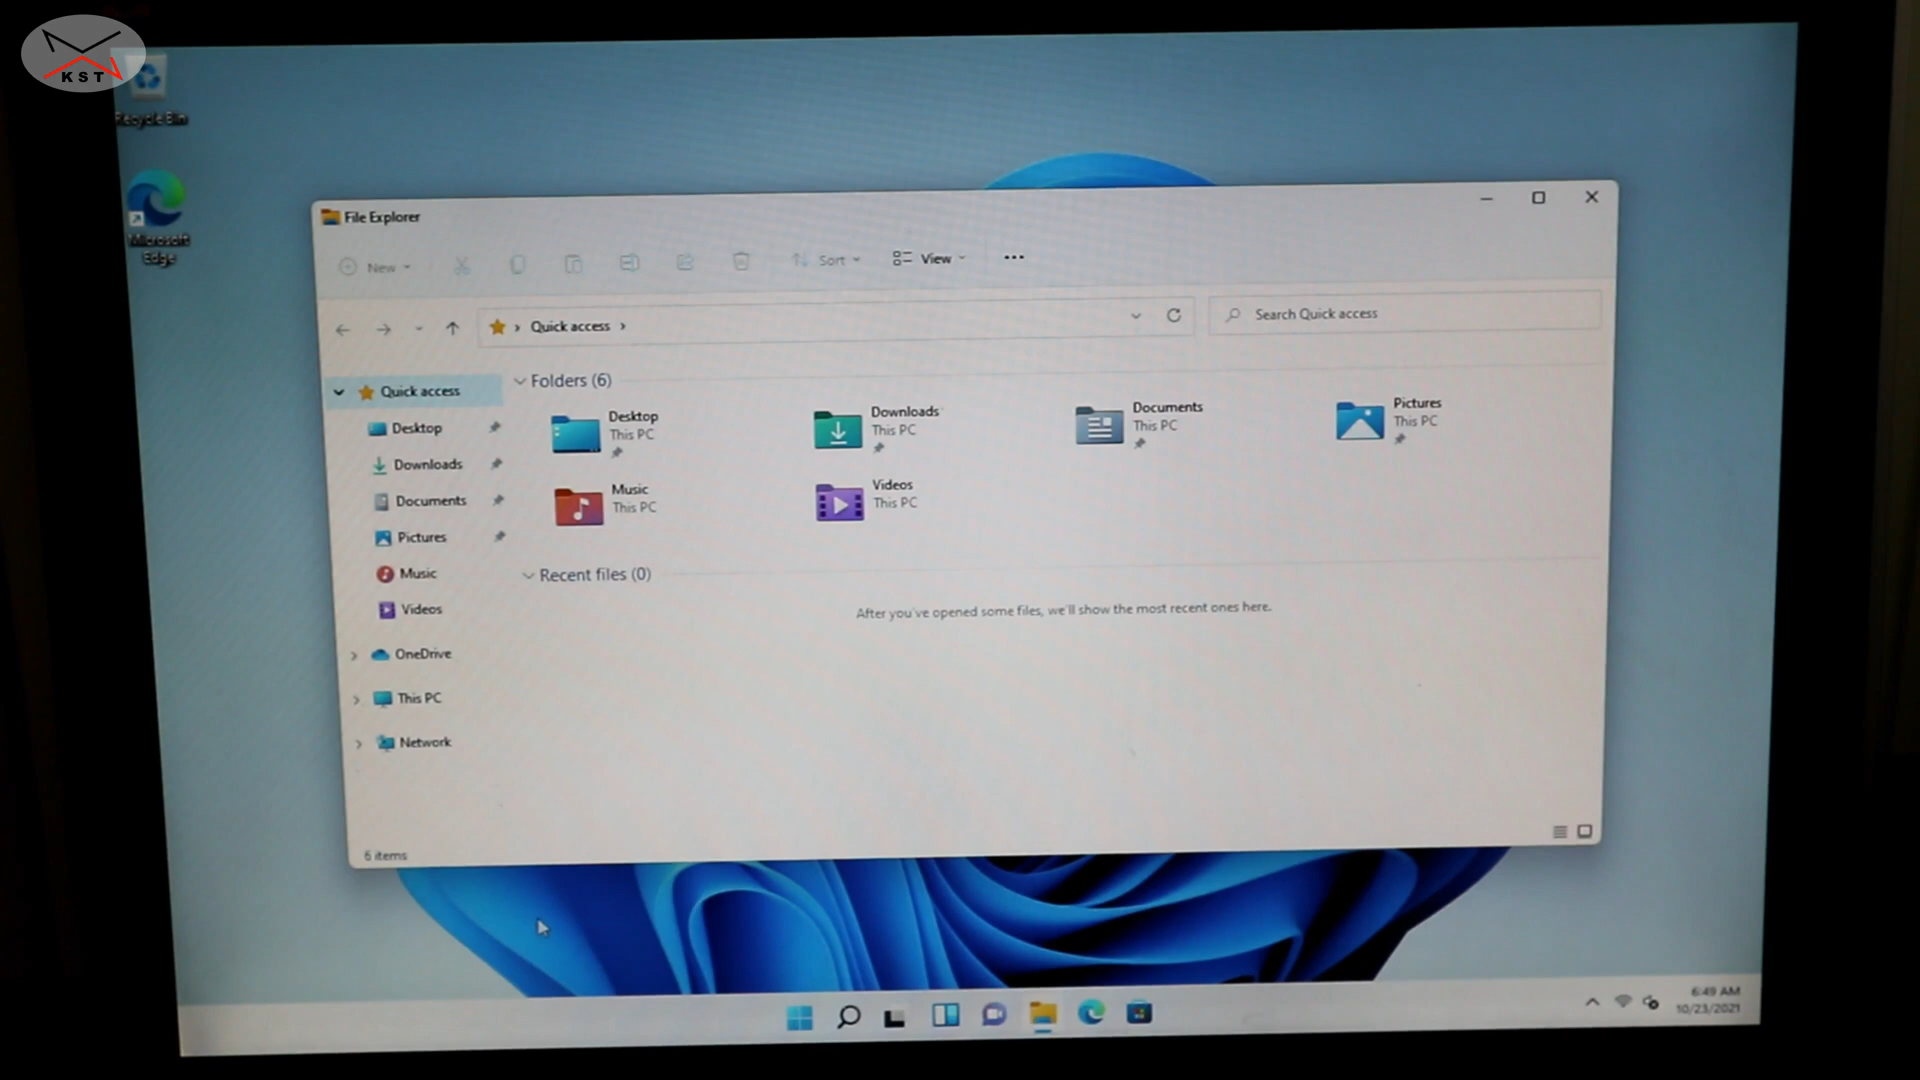 KST
Recycle Bin
Microsoft
Edge
File Explorer
New
Sort
View
Quick access
Search Quick access
Quick access
Desktop
Downloads
Documents
Pictures
Music
Videos
OneDrive
This PC
Network
Folders (6)
Desktop
This PC
Downloads
This PC
Documents
This PC
Pictures
This PC
Music
This PC
Videos
This PC
Recent files (0)
After you've opened some files, we'll show the most recent ones here.
6 items
6:49 AM
10/23/2021